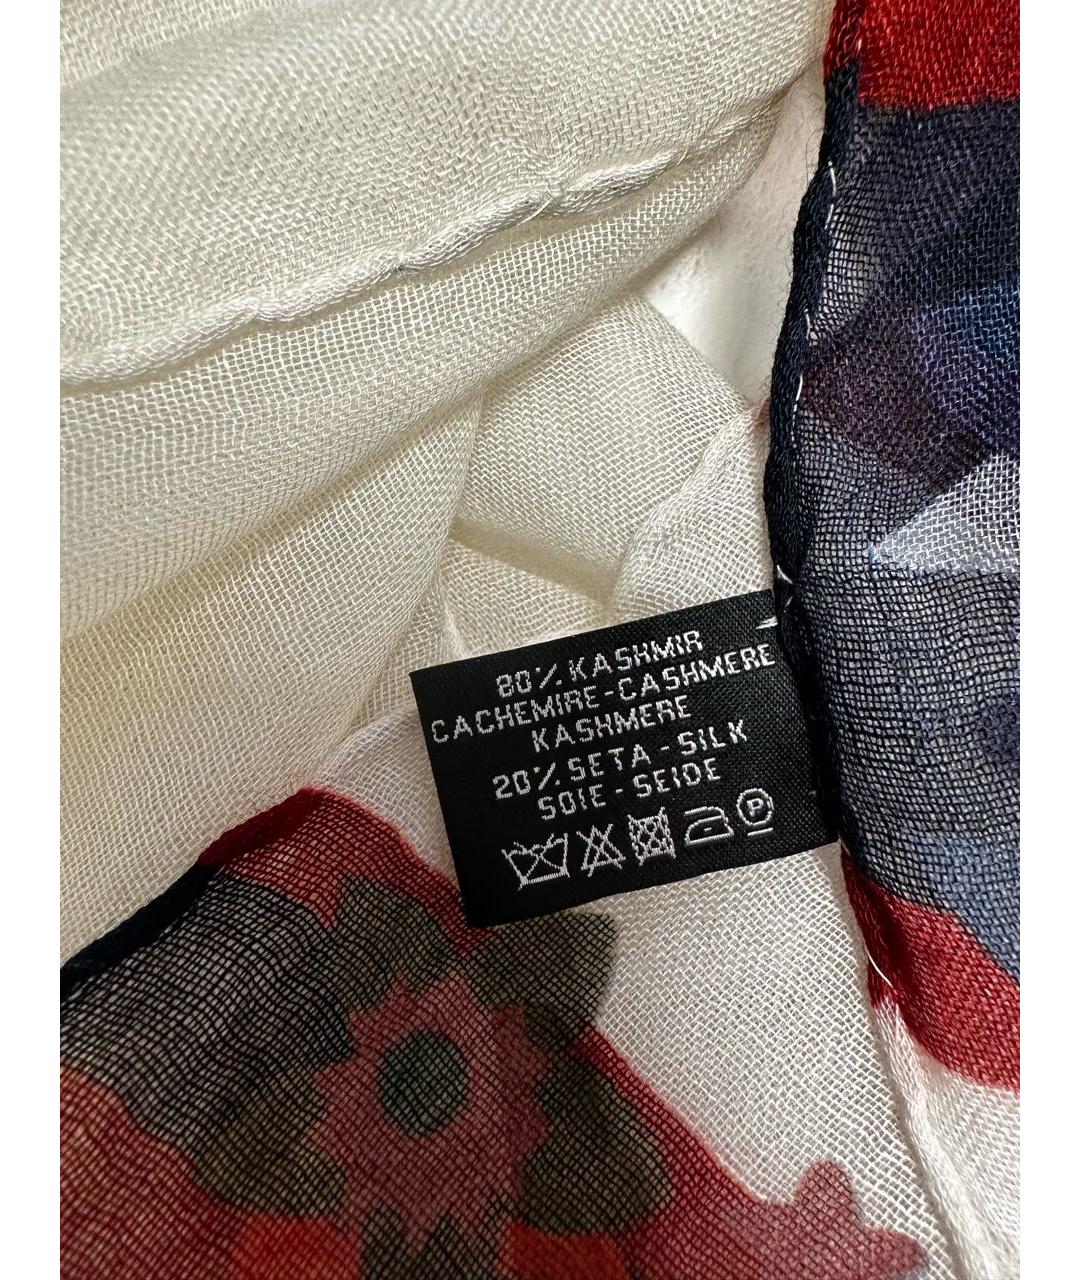 80% KASHMIR
CACHEMIRE-CASHMERE
KASHMERE
20% SETA - SILK
SOIE - SEIDE
P